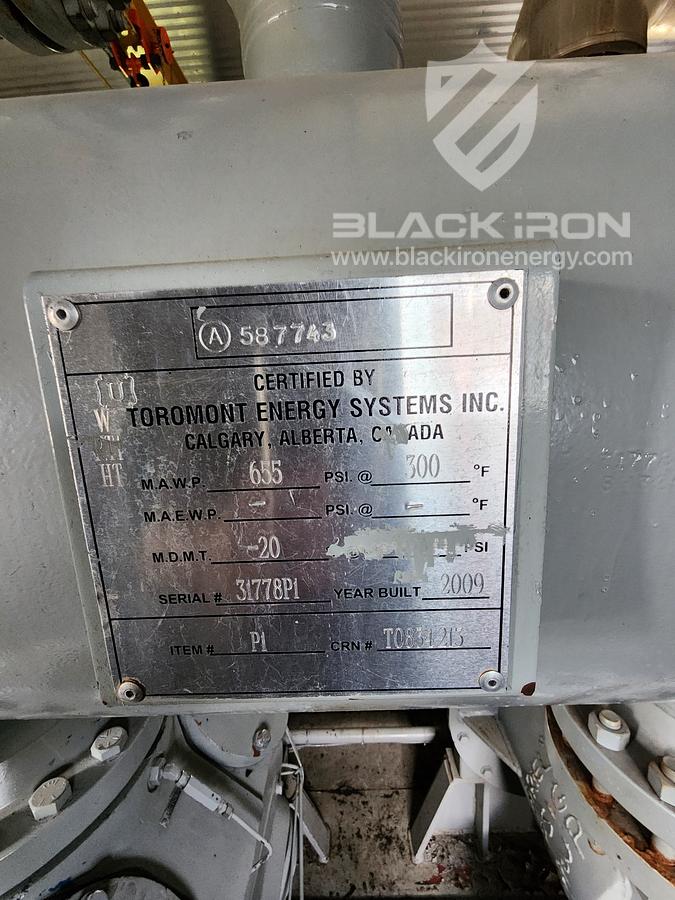 BLACK iRON
www.blackironenergy.com
A 587743
U
W
HT
CERTIFIED BY
TOROMONT ENERGY SYSTEMS INC.
CALGARY, ALBERTA, CANADA
M.A.W.P. 655 PSI.@ 300 °F
M.A.E.W.P. - PSI.@ - °F
M.D.M.T. -20 PSI
SERIAL # 31778P1 YEAR BUILT 2009
ITEM # P1 CRN #